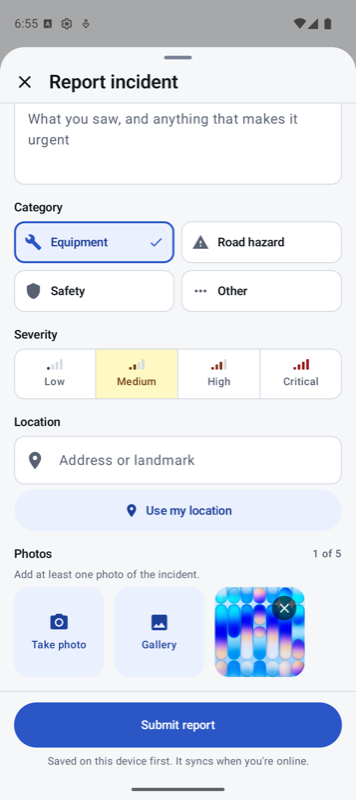 6:55
Report incident
What you saw, and anything that makes it
urgent
Category
Equipment
Road hazard
Safety
Other
Severity
Low
Medium
High
Critical
Location
Address or landmark
Use my location
Photos
1 of 5
Add at least one photo of the incident.
Take photo
Gallery
Submit report
Saved on this device first. It syncs when you're online.